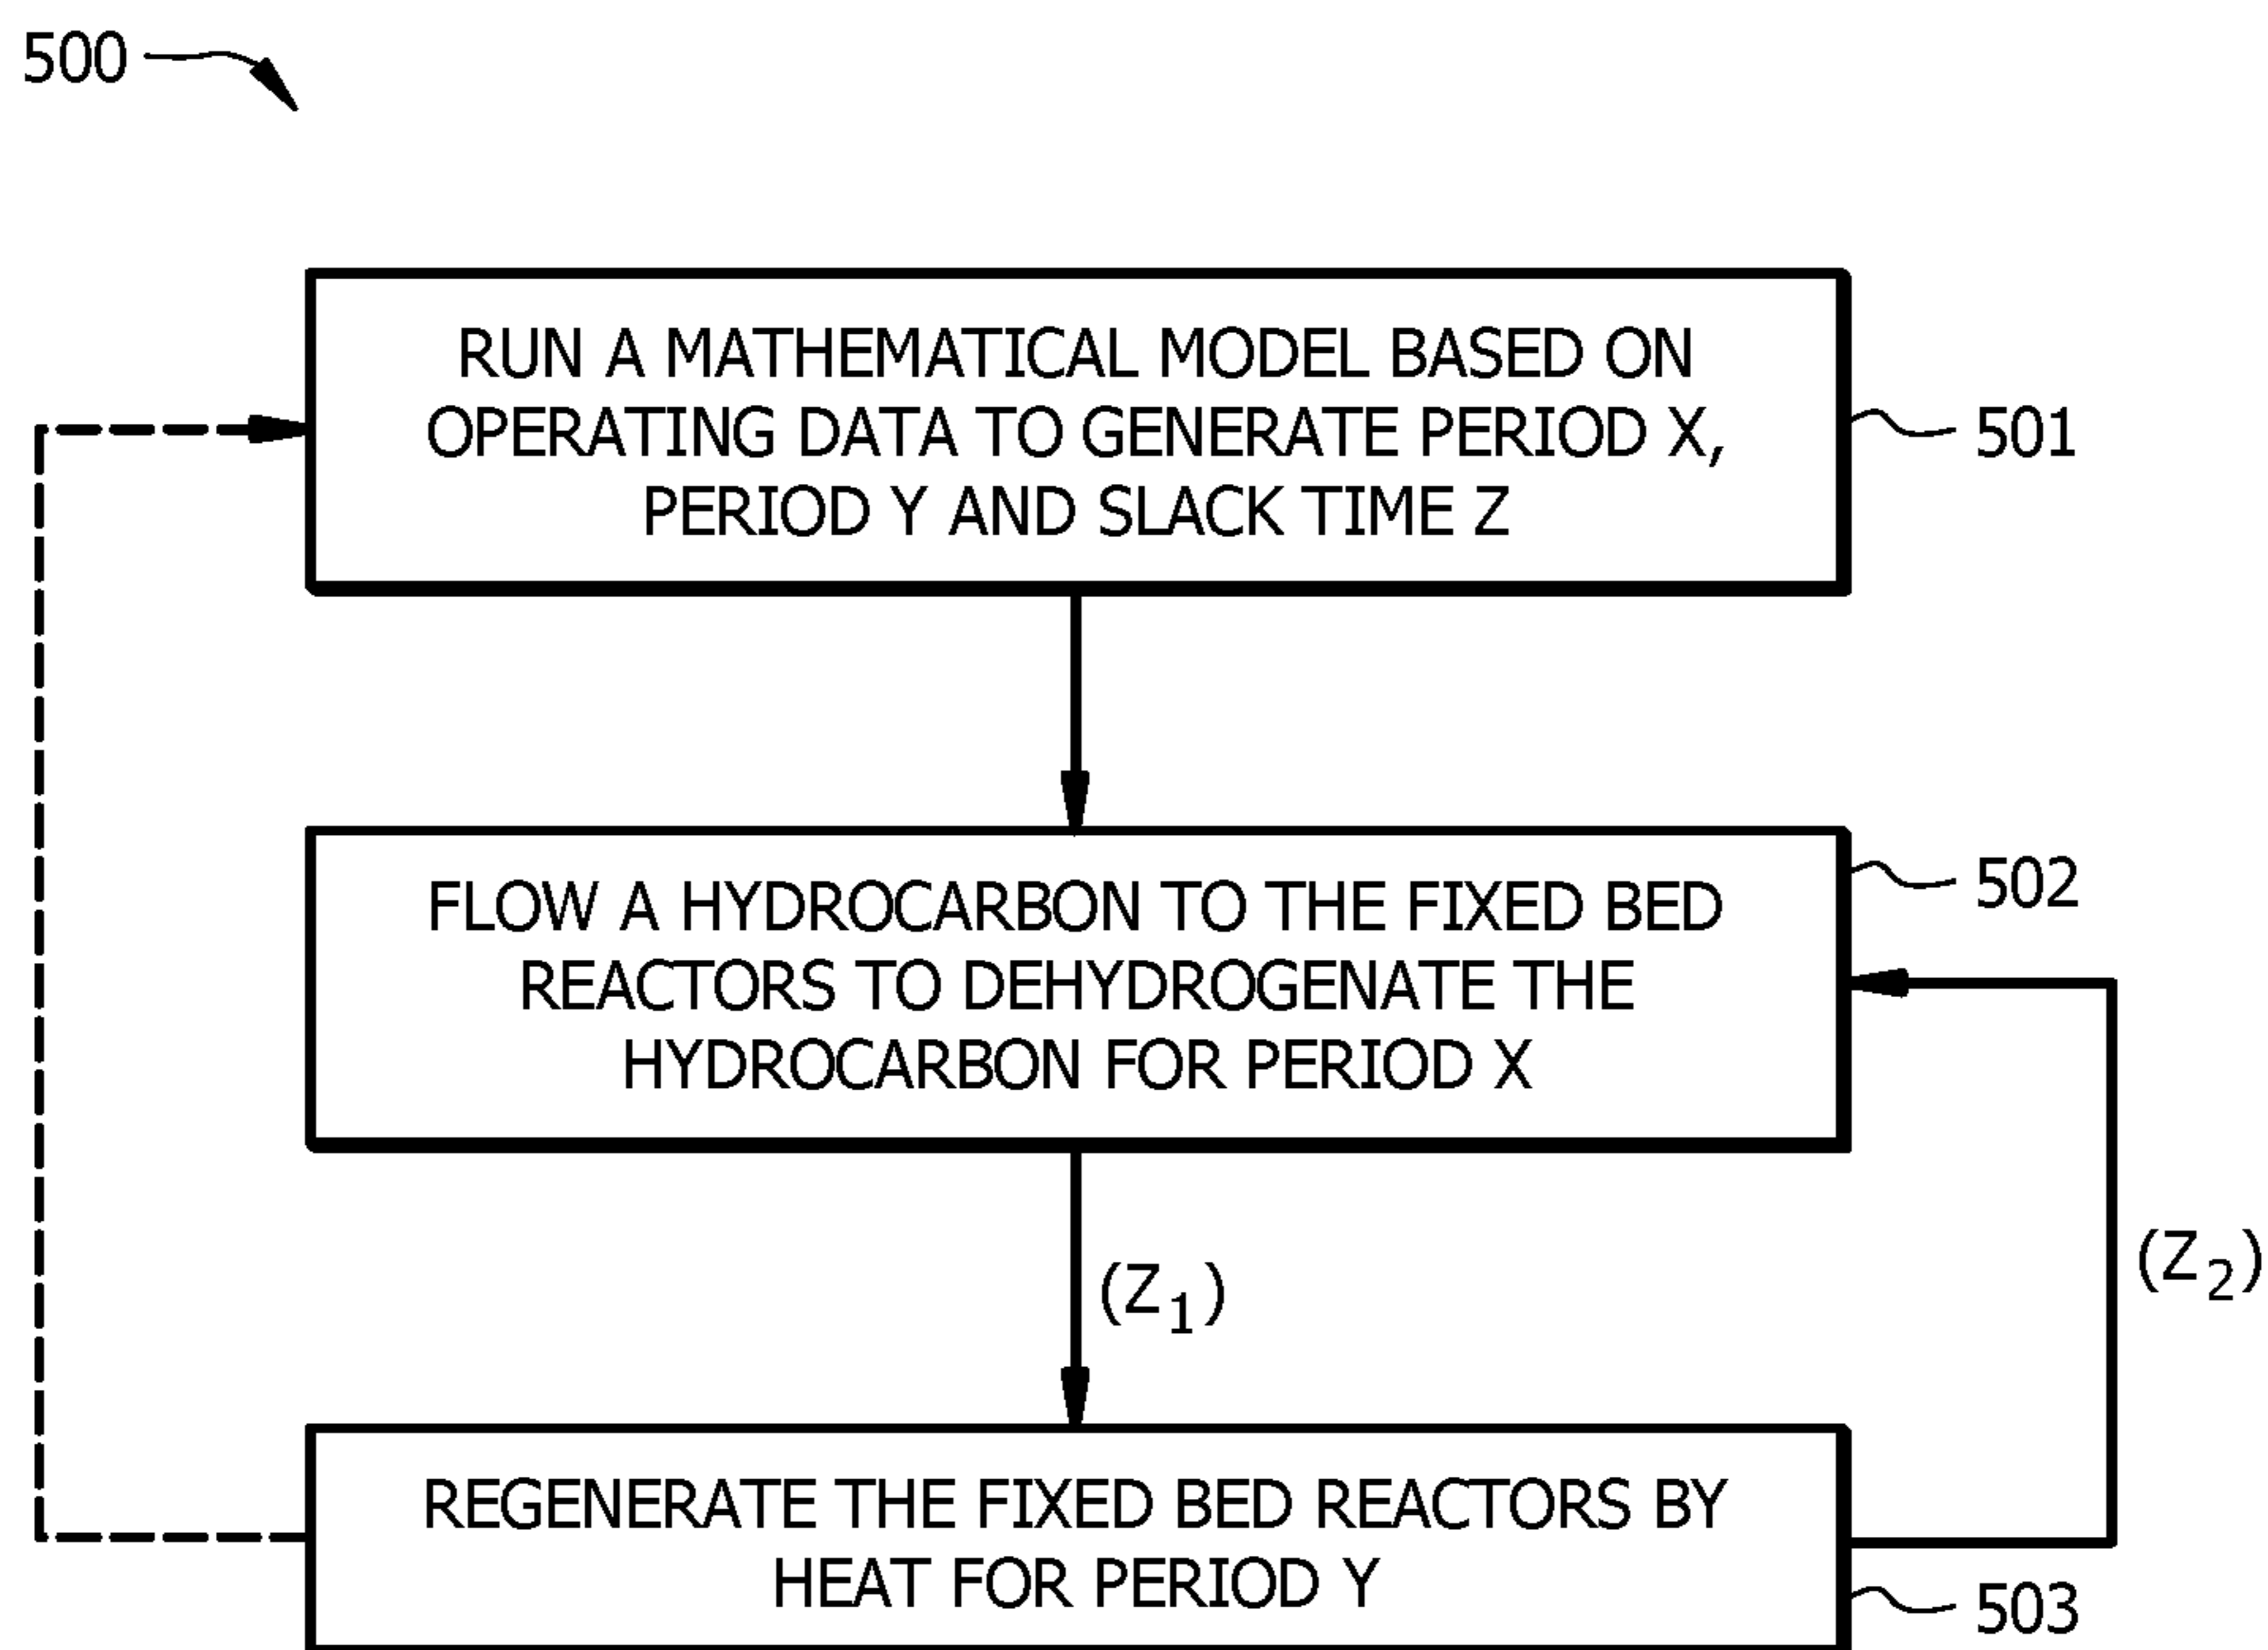 500
RUN A MATHEMATICAL MODEL BASED ON
OPERATING DATA TO GENERATE PERIOD X,
PERIOD Y AND SLACK TIME Z
501
FLOW A HYDROCARBON TO THE FIXED BED
REACTORS TO DEHYDROGENATE THE
HYDROCARBON FOR PERIOD X
502
(Z₁)
(Z₂)
REGENERATE THE FIXED BED REACTORS BY
HEAT FOR PERIOD Y
503